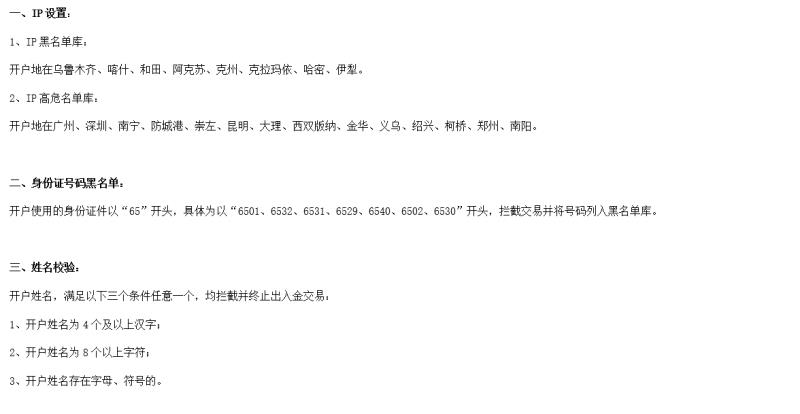 一、IP 设置：
1、IP 黑名单库：
开户地在乌鲁木齐、喀什、和田、阿克苏、克州、克拉玛依、哈密、伊犁。
2、IP 高危名单库：
开户地在广州、深圳、南宁、防城港、崇左、昆明、大理、西双版纳、金华、义乌、绍兴、柯桥、郑州、南阳。
二、身份证号码黑名单：
开户使用的身份证件以“65”开头，具体为以“6501、6532、6531、6529、6540、6502、6530”开头，拦截交易并将号码列入黑名单库。
三、姓名校验：
开户姓名，满足以下三个条件任意一个，均拦截并终止出入金交易：
1、开户姓名为 4 个及以上汉字；
2、开户姓名为 8 个以上字符；
3、开户姓名存在字母、符号的。